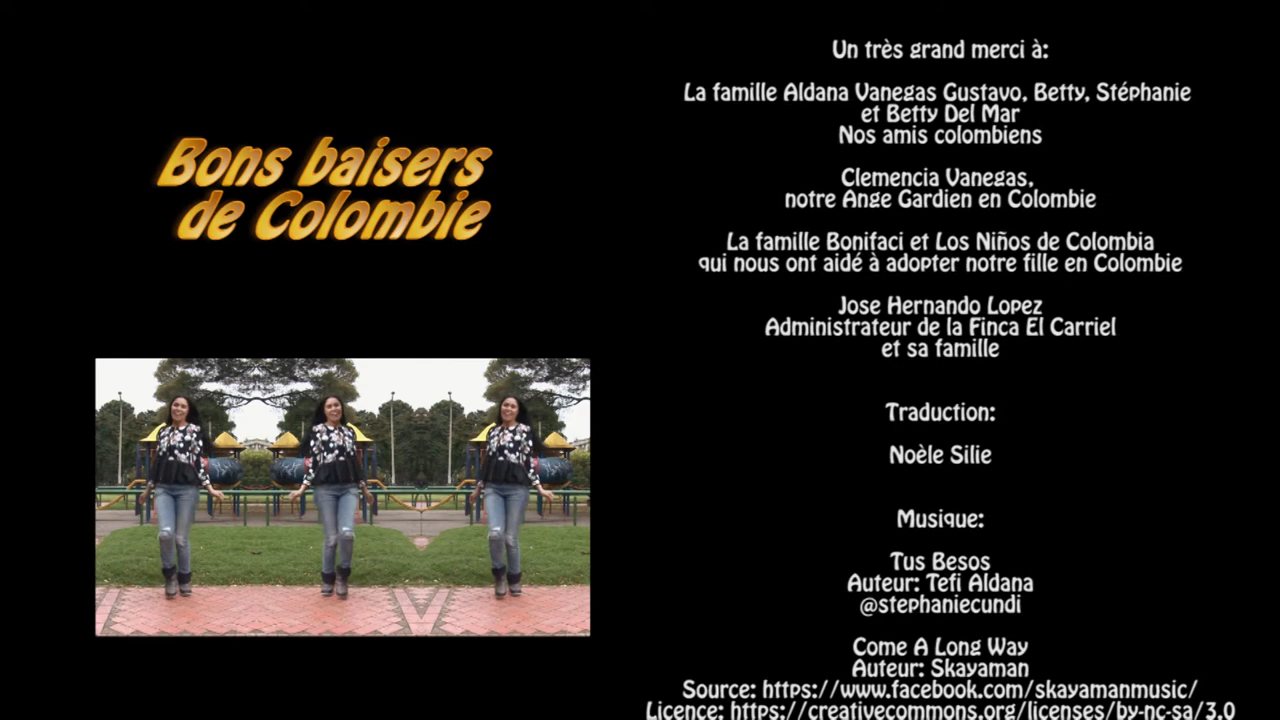 Bons baisers
de Colombie
Un très grand merci à:
La famille Aldana Vanegas Gustavo, Betty, Stéphanie
et Betty Del Mar
Nos amis colombiens
Clemencia Vanegas,
notre Ange Gardien en Colombie
La famille Bonifaci et Los Niños de Colombia
qui nous ont aidé à adopter notre fille en Colombie
Jose Hernando Lopez
Administrateur de la Finca El Carriel
et sa famille
Traduction:
Noèle Silie
Musique:
Tus Besos
Auteur: Tefi Aldana
@stephaniecundi
Come A Long Way
Auteur: Skayaman
Source: https://www.facebook.com/skayamanmusic/
Licence: https://creativecommons.org/licenses/by-nc-sa/3.0